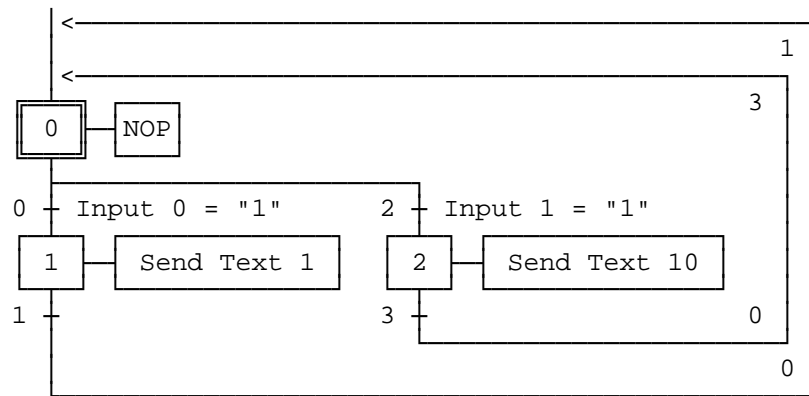 1
3
0 NOP
0 Input 0 = "1" 2 Input 1 = "1"
1 Send Text 1 2 Send Text 10
1 3 0
0